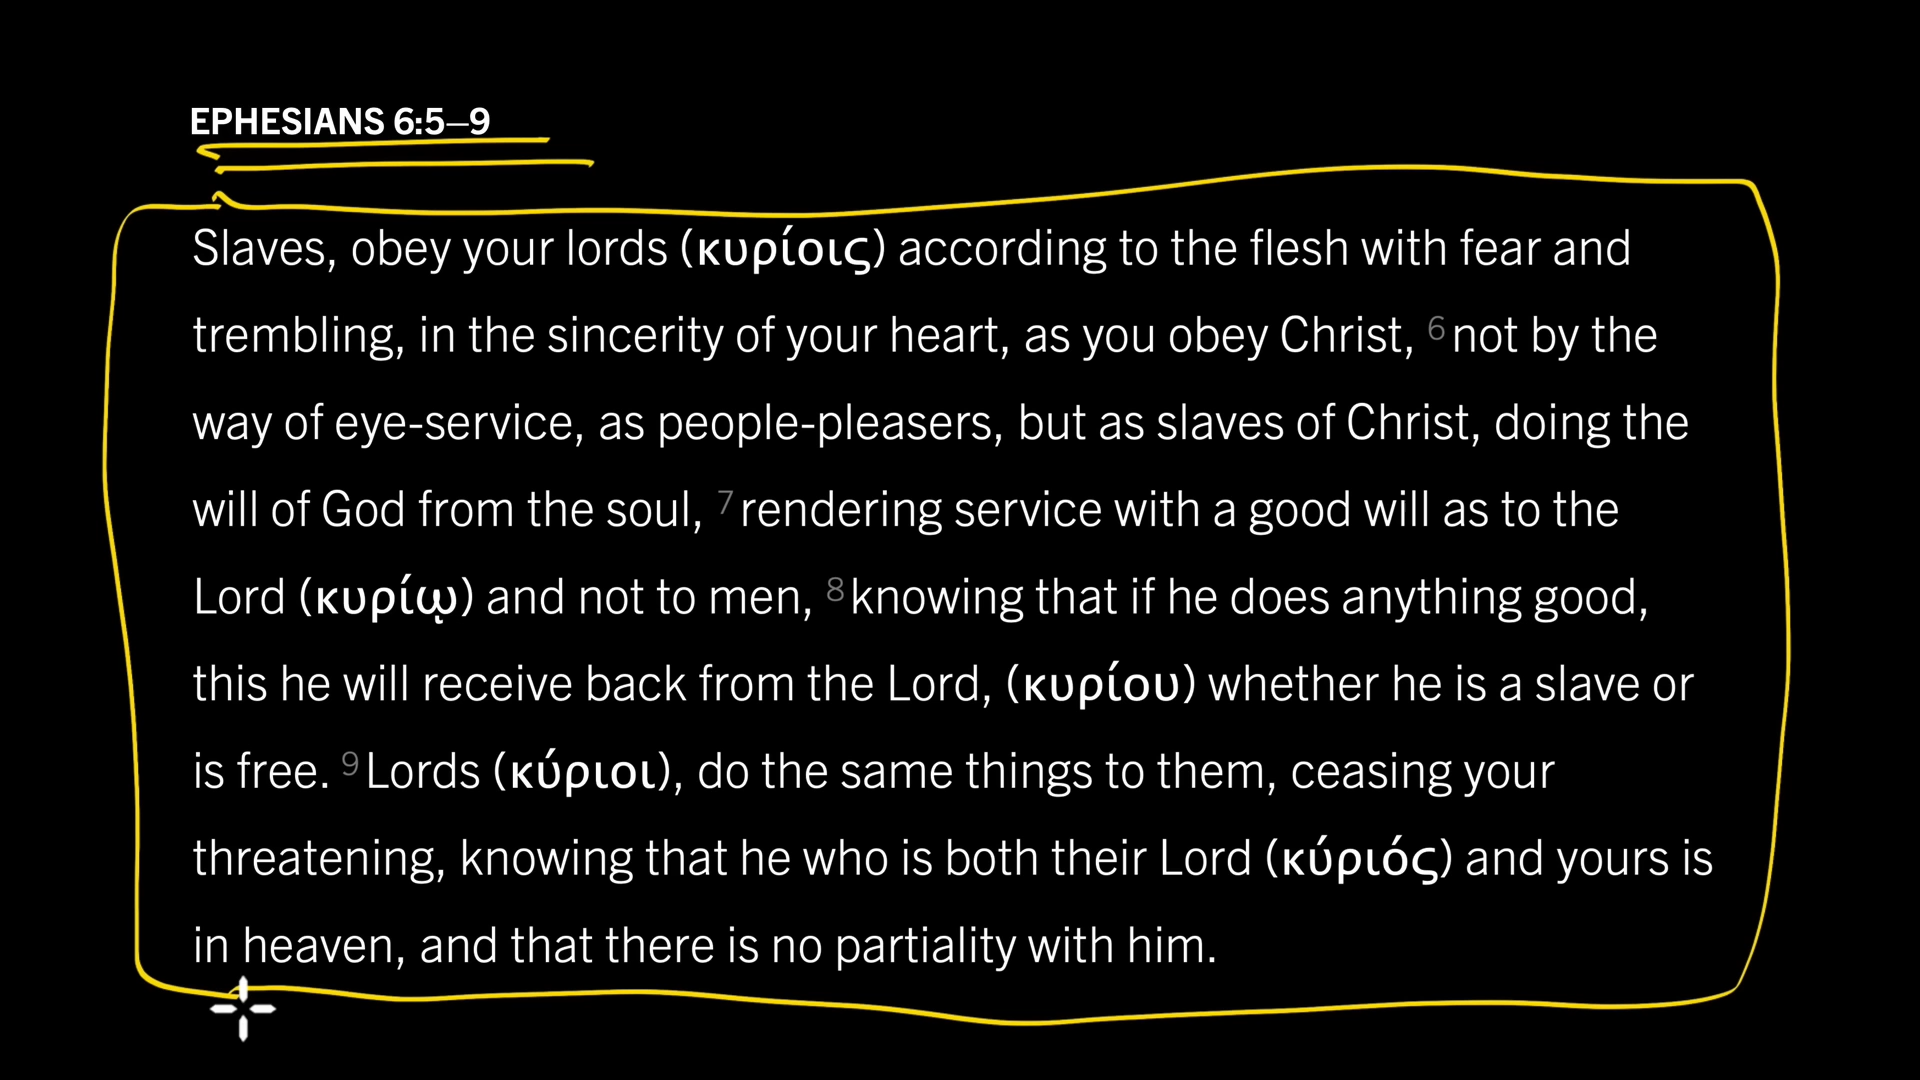 EPHESIANS 6:5–9
Slaves, obey your lords (κυρίοις) according to the flesh with fear and
trembling, in the sincerity of your heart, as you obey Christ, 6 not by the
way of eye-service, as people-pleasers, but as slaves of Christ, doing the
will of God from the soul, 7 rendering service with a good will as to the
Lord (κυρίῳ) and not to men, 8 knowing that if he does anything good,
this he will receive back from the Lord, (κυρίου) whether he is a slave or
is free. 9 Lords (κύριοι), do the same things to them, ceasing your
threatening, knowing that he who is both their Lord (κύριός) and yours is
in heaven, and that there is no partiality with him.